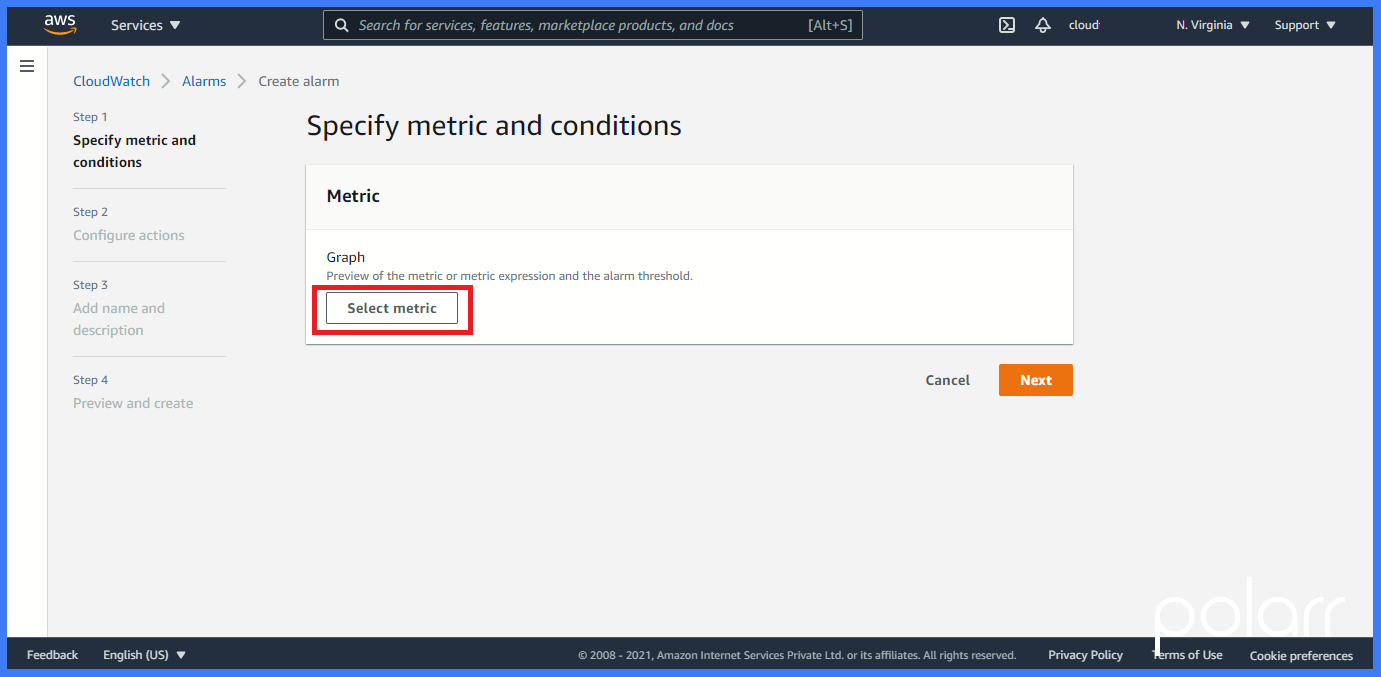 aws Services Search for services, features, marketplace products, and docs [Alt+S] cloud N. Virginia Support
CloudWatch Alarms Create alarm
Step 1
Specify metric and
conditions
Step 2
Configure actions
Step 3
Add name and
description
Step 4
Preview and create
Specify metric and conditions
Metric
Graph
Preview of the metric or metric expression and the alarm threshold.
Select metric
Cancel Next
polarr
Feedback English (US) © 2008 - 2021, Amazon Internet Services Private Ltd. or its affiliates. All rights reserved. Privacy Policy Terms of Use Cookie preferences